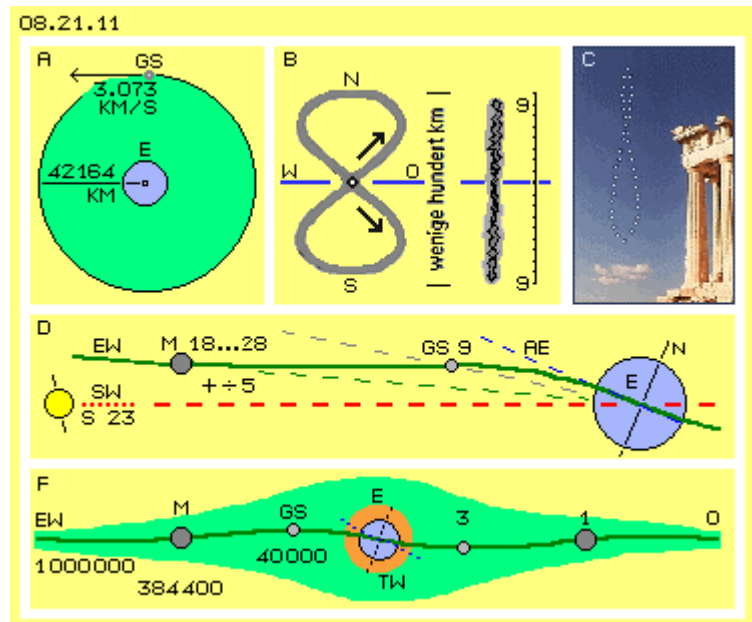 08.21.11
A
GS
3.073
KM/S
E
42164
KM
B
N
W
O
S
wenige hundert km
9
9
C
D
EW
M 18...28
+÷5
GS 9
AE
N
E
SW
S 23
F
EW
M
GS
E
3
1
0
1000000
384400
40000
TW